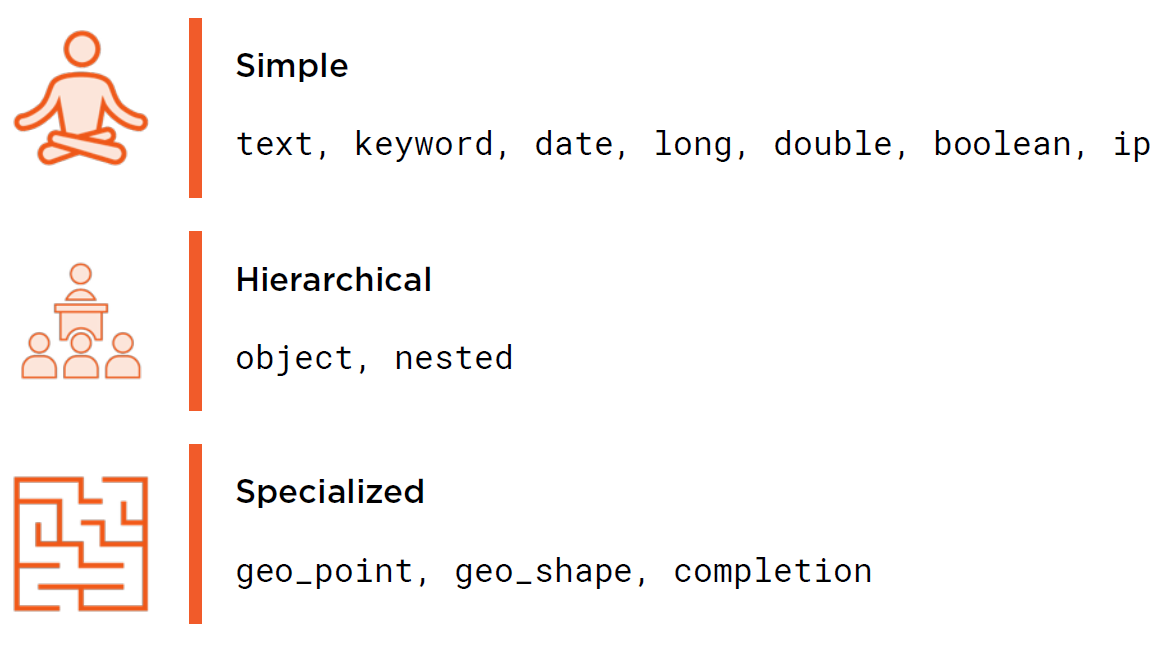 Simple
text, keyword, date, long, double, boolean, ip
Hierarchical
object, nested
Specialized
geo_point, geo_shape, completion